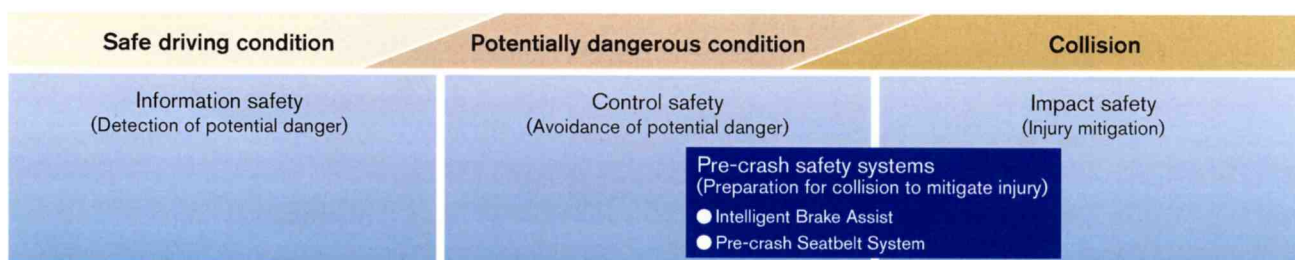 Safe driving condition
Potentially dangerous condition
Collision
Information safety
(Detection of potential danger)
Control safety
(Avoidance of potential danger)
Impact safety
(Injury mitigation)
Pre-crash safety systems
(Preparation for collision to mitigate injury)
● Intelligent Brake Assist
● Pre-crash Seatbelt System